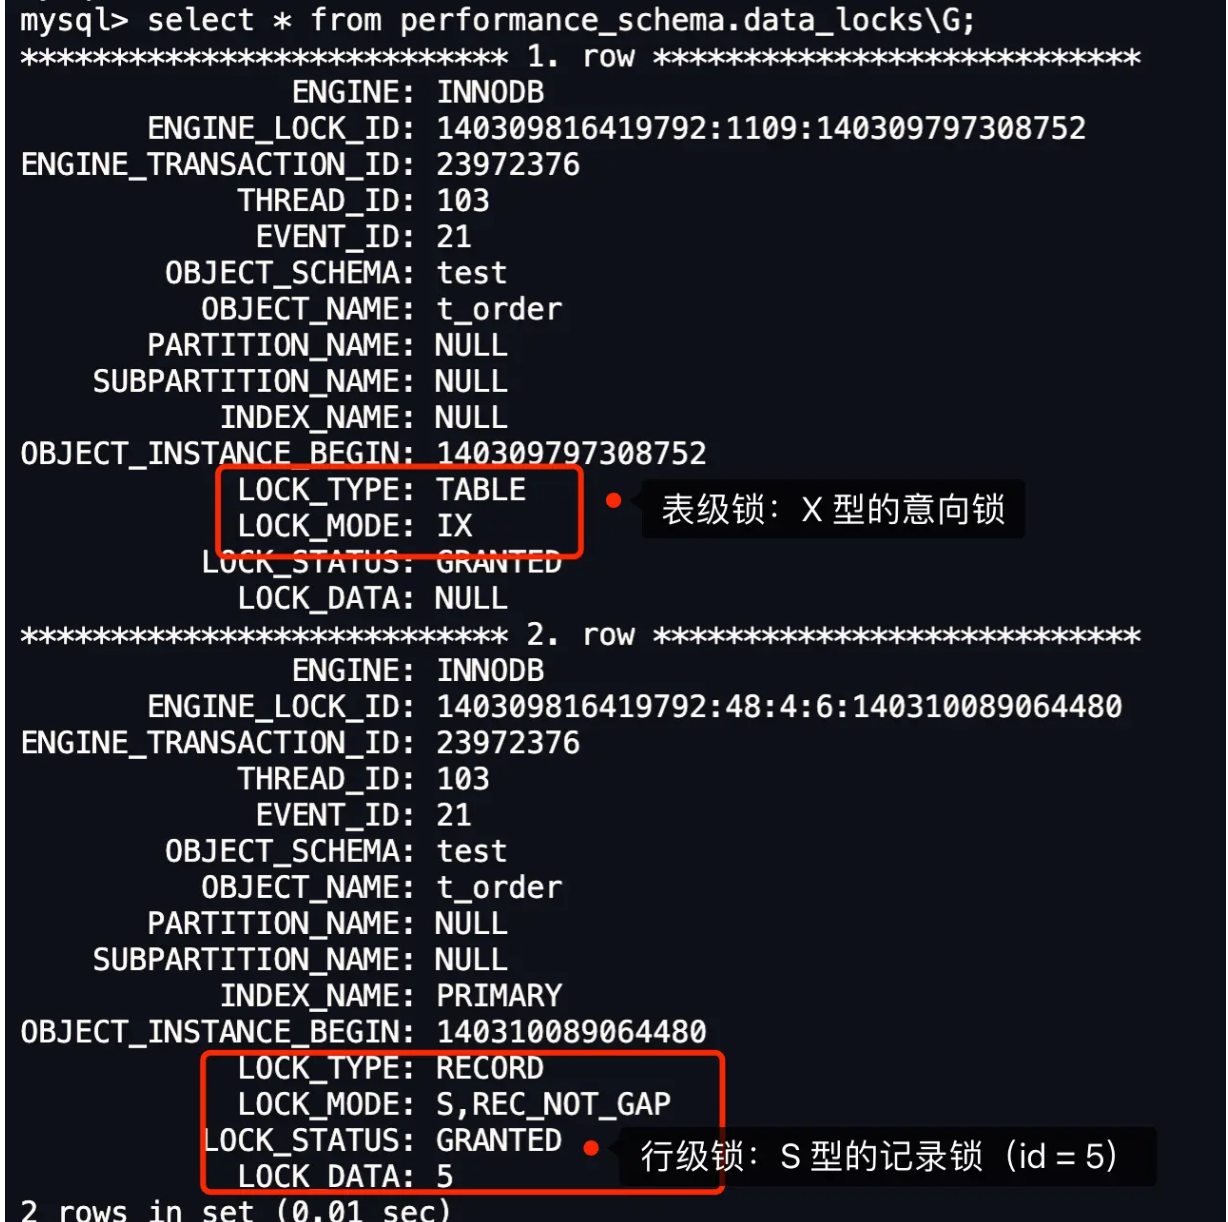 mysql> select * from performance_schema.data_locks\G;
*************************** 1. row ***************************
ENGINE: INNODB
ENGINE_LOCK_ID: 140309816419792:1109:140309797308752
ENGINE_TRANSACTION_ID: 23972376
THREAD_ID: 103
EVENT_ID: 21
OBJECT_SCHEMA: test
OBJECT_NAME: t_order
PARTITION_NAME: NULL
SUBPARTITION_NAME: NULL
INDEX_NAME: NULL
OBJECT_INSTANCE_BEGIN: 140309797308752
LOCK_TYPE: TABLE
表级锁：X 型的意向锁
LOCK_MODE: IX
LOCK_STATUS: GRANTED
LOCK_DATA: NULL
*************************** 2. row ***************************
ENGINE: INNODB
ENGINE_LOCK_ID: 140309816419792:48:4:6:140310089064480
ENGINE_TRANSACTION_ID: 23972376
THREAD_ID: 103
EVENT_ID: 21
OBJECT_SCHEMA: test
OBJECT_NAME: t_order
PARTITION_NAME: NULL
SUBPARTITION_NAME: NULL
INDEX_NAME: PRIMARY
OBJECT_INSTANCE_BEGIN: 140310089064480
LOCK_TYPE: RECORD
LOCK_MODE: S,REC_NOT_GAP
LOCK_STATUS: GRANTED
行级锁：S 型的记录锁（id = 5）
LOCK_DATA: 5
2 rows in set (0.01 sec)